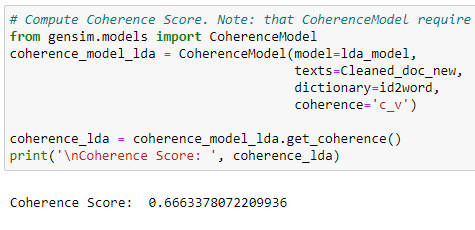 # Compute Coherence Score. Note: that CoherenceModel require
from gensim.models import CoherenceModel
coherence_model_lda = CoherenceModel(model=lda_model,
                                     texts=Cleaned_doc_new,
                                     dictionary=id2word,
                                     coherence='c_v')

coherence_lda = coherence_model_lda.get_coherence()
print('\nCoherence Score: ', coherence_lda)

Coherence Score:  0.6663378072209936